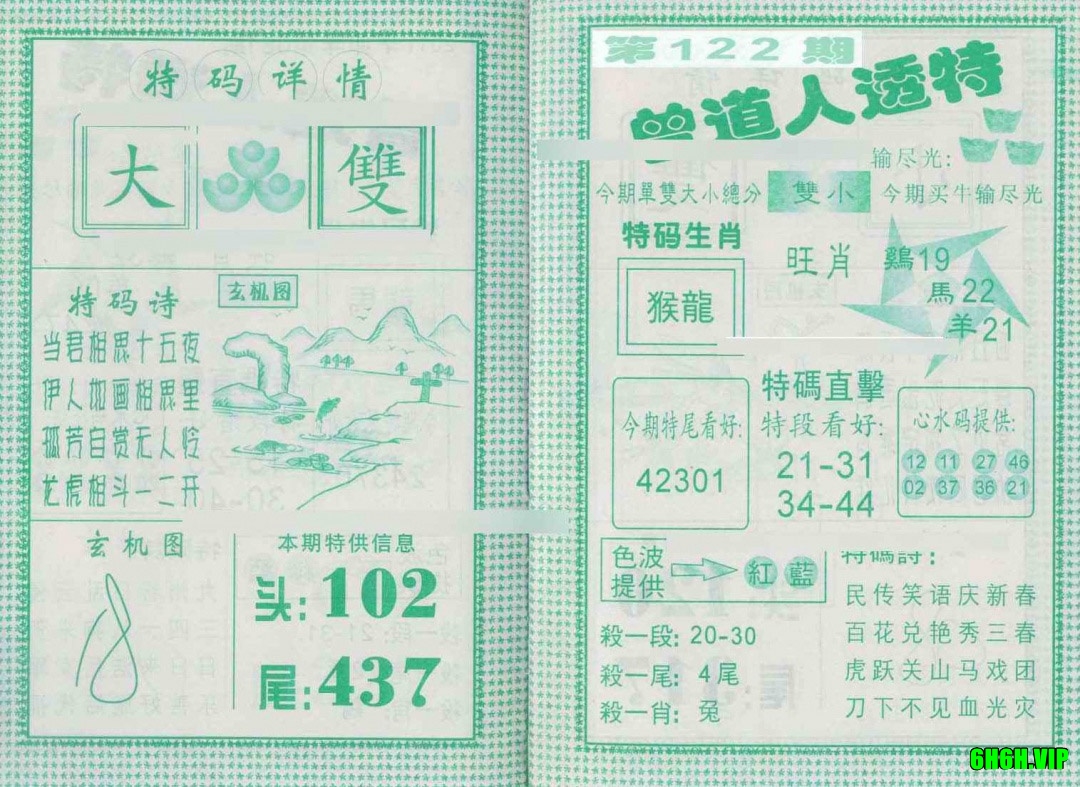 特码详情
大 雙
特码诗
玄机图
当君相思十五夜
伊人如画相思里
孤芳自赏无人怜
龙虎相斗一二开
玄机图
本期特供信息
头:102
尾:437
第122期
曾道人透特
输尽光:
今期單雙大小總分 雙小 今期买牛输尽光
特码生肖
猴龍
旺肖
鷄19
馬22
羊21
今期特尾看好:
42301
特碼直擊
特段看好:
21-31
34-44
心水码提供:
12 11 27 46
02 37 36 21
色波
提供
紅藍
殺一段: 20-30
殺一尾: 4尾
殺一肖: 兔
特碼詩:
民传笑语庆新春
百花兑艳秀三春
虎跃关山马戏团
刀下不见血光灾
6H6H.VIP